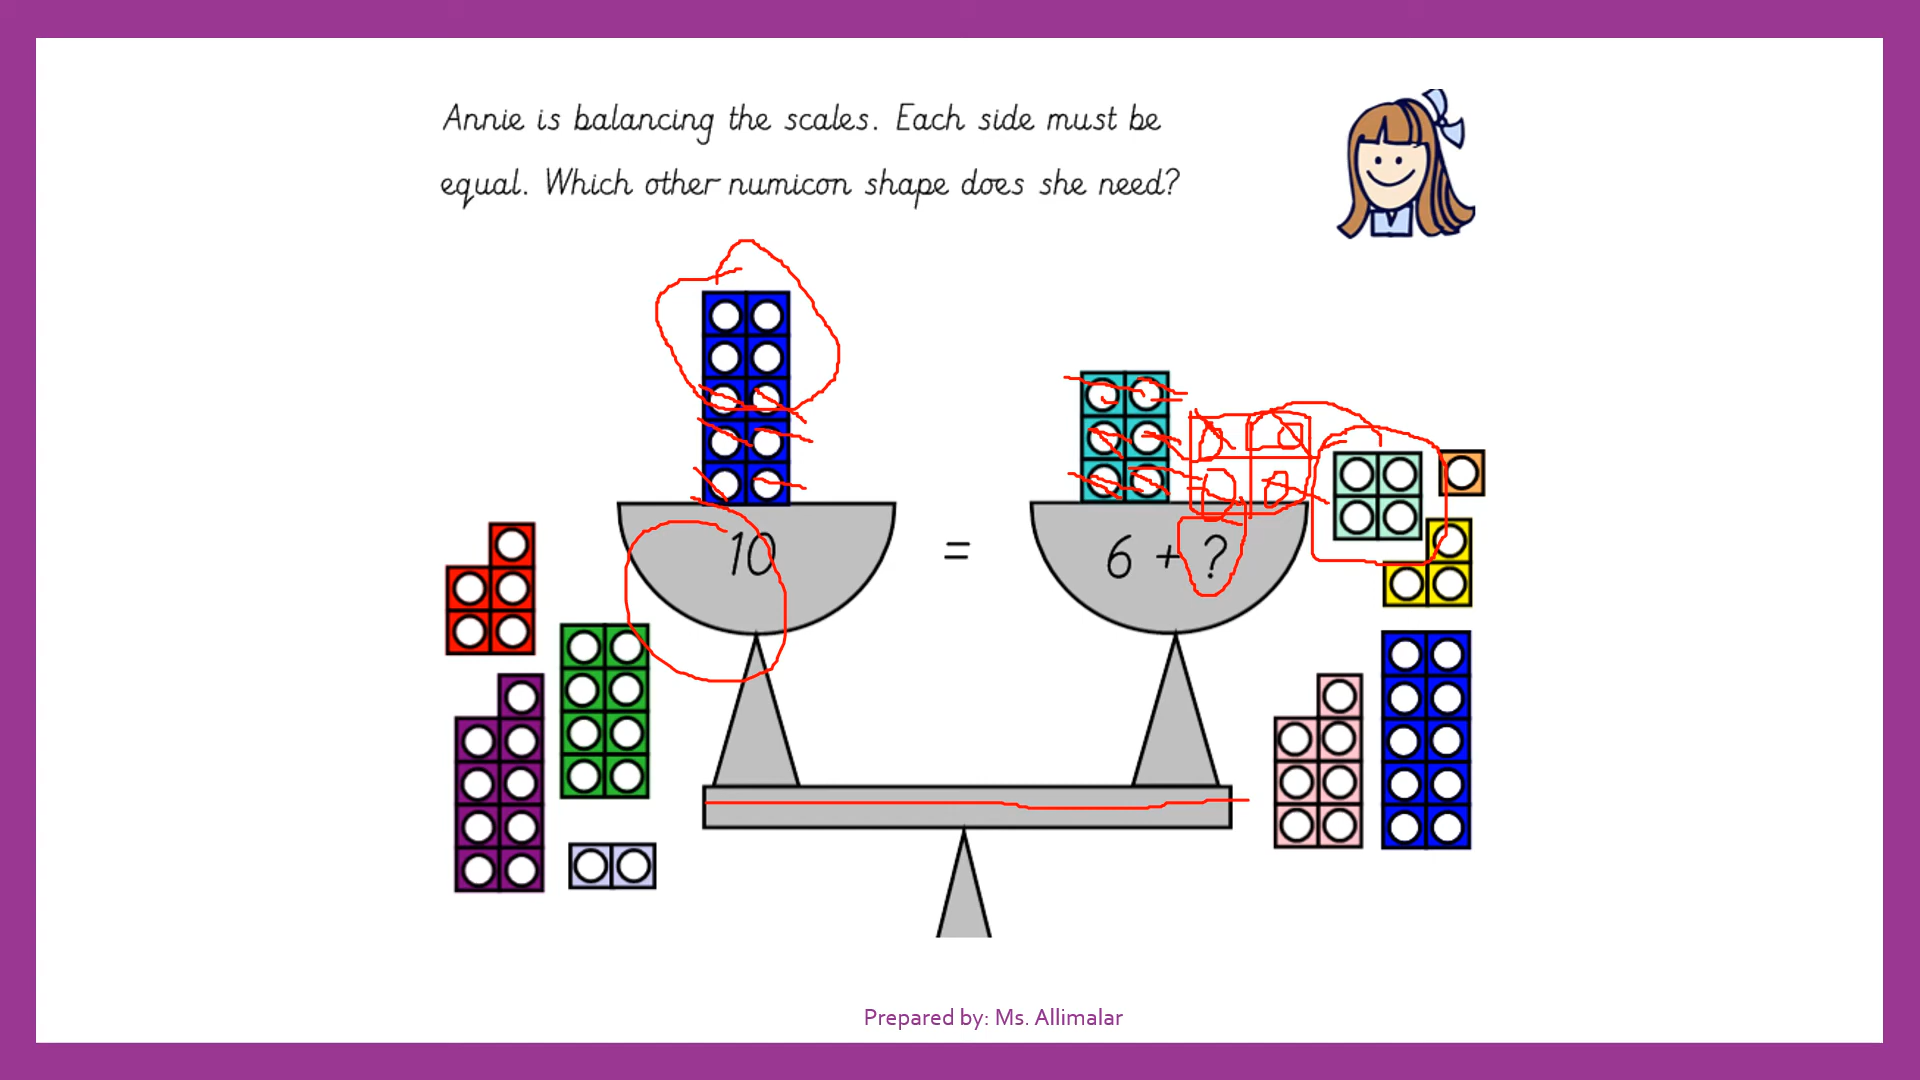 Annie is balancing the scales. Each side must be
equal. Which other numicon shape does she need?
10 = 6 + ?
Prepared by: Ms. Allimalar